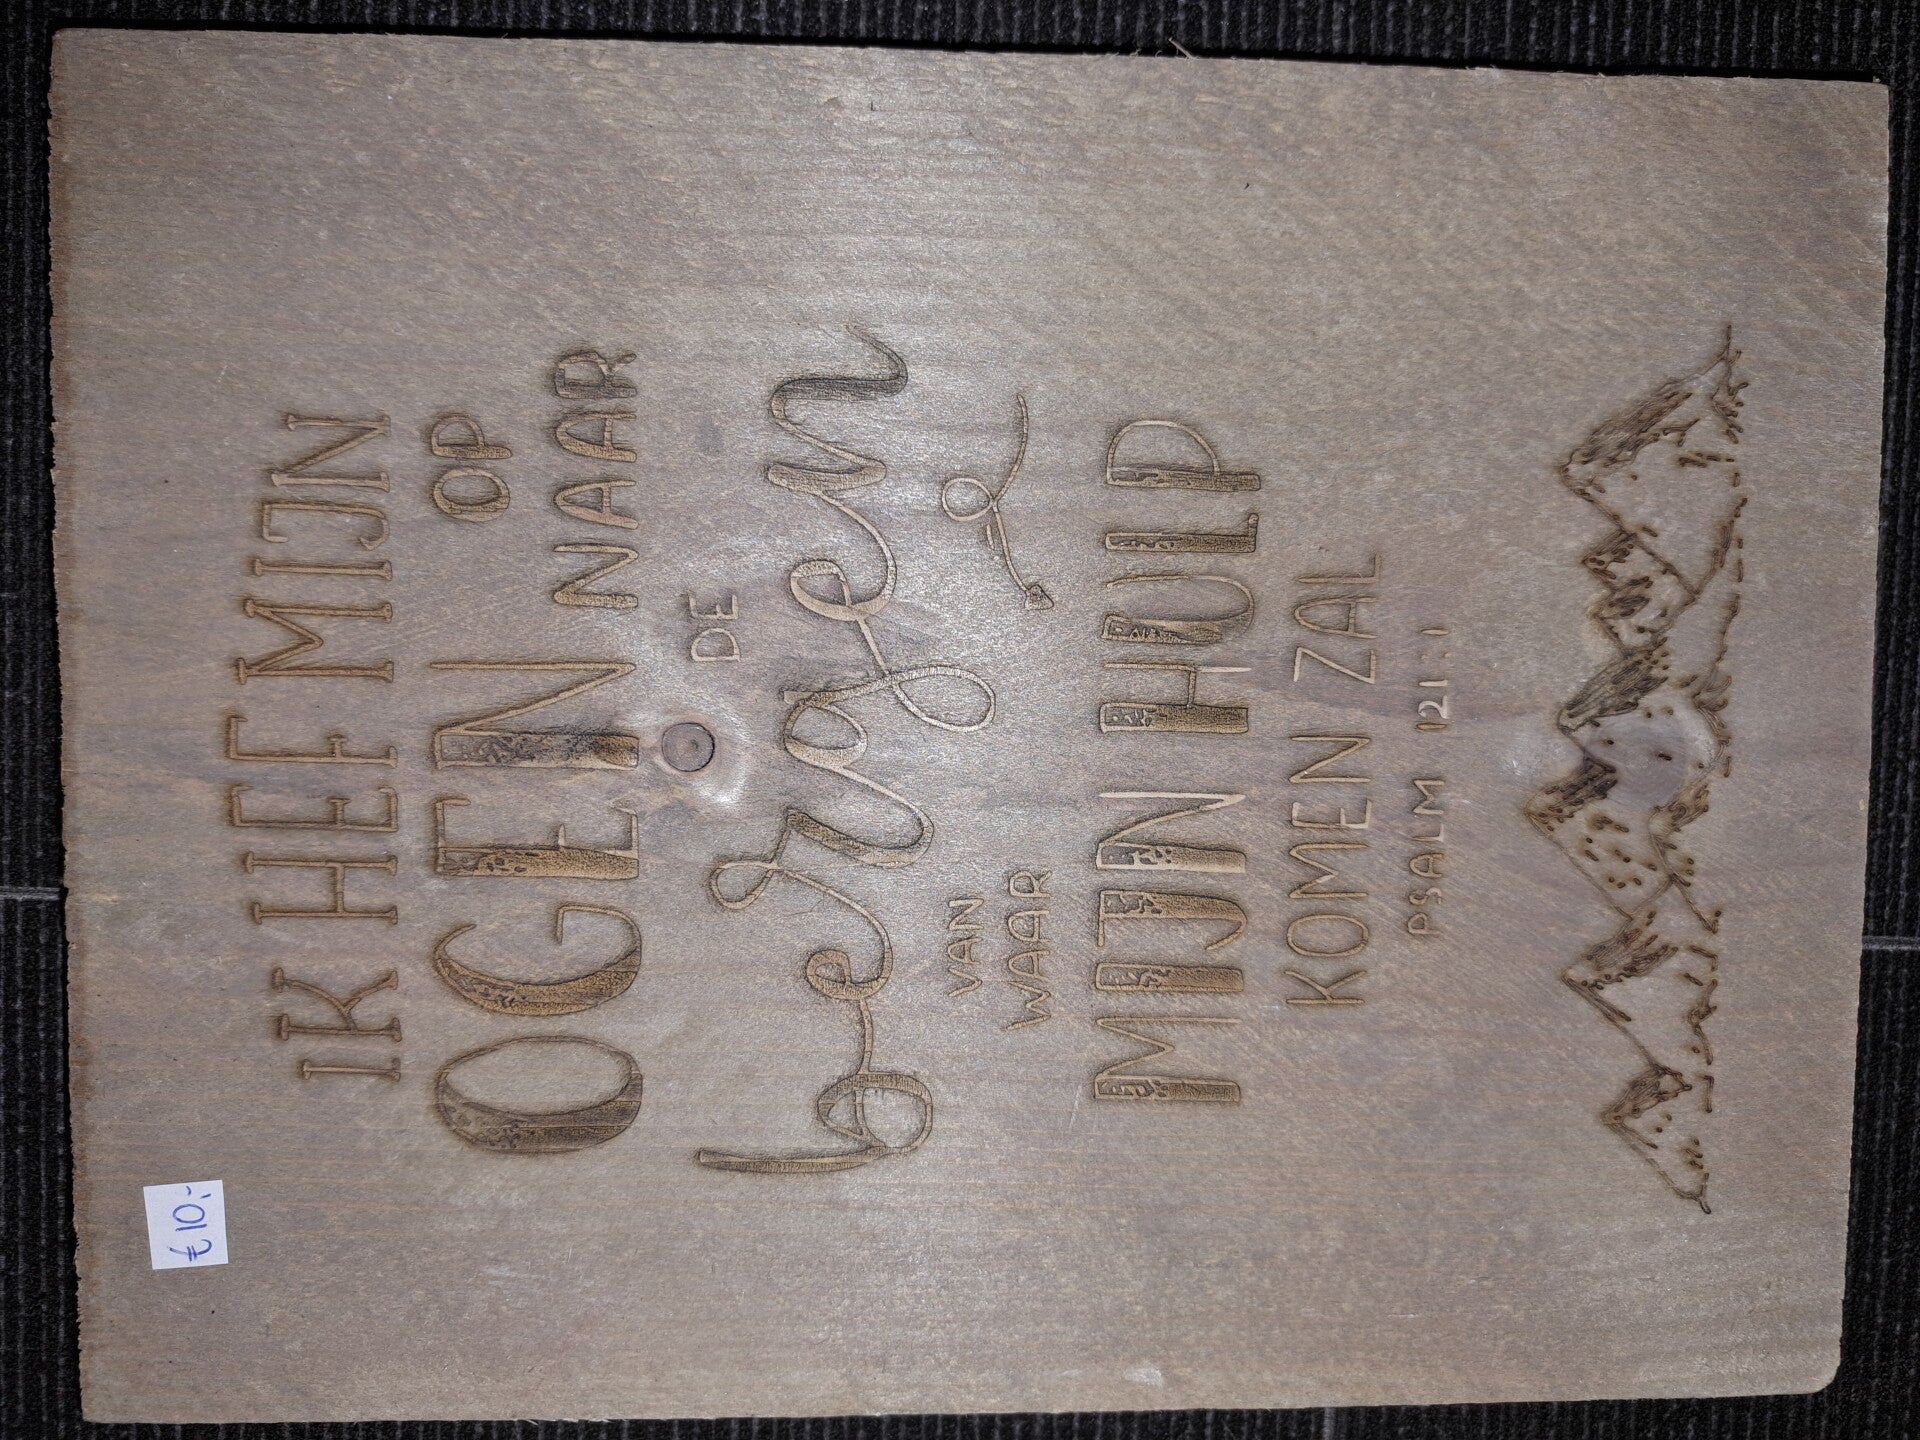 € 10,-
IK HEF MIJN
OGEN OP
NAAR
DE
bergen
VAN
WAAR
MIJN HULP
KOMEN ZAL
PSALM 121:1